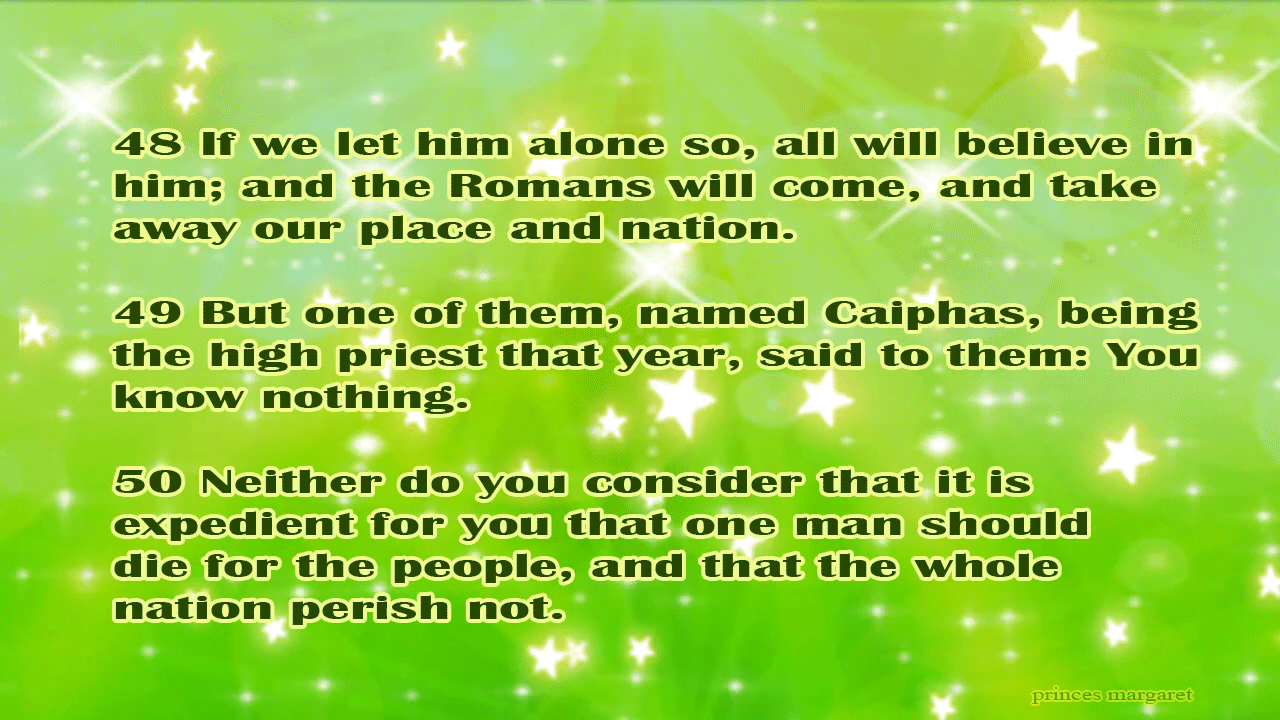 48 If we let him alone so, all will believe in
him; and the Romans will come, and take
away our place and nation.
49 But one of them, named Caiphas, being
the high priest that year, said to them: You
know nothing.
50 Neither do you consider that it is
expedient for you that one man should
die for the people, and that the whole
nation perish not.
princes margaret